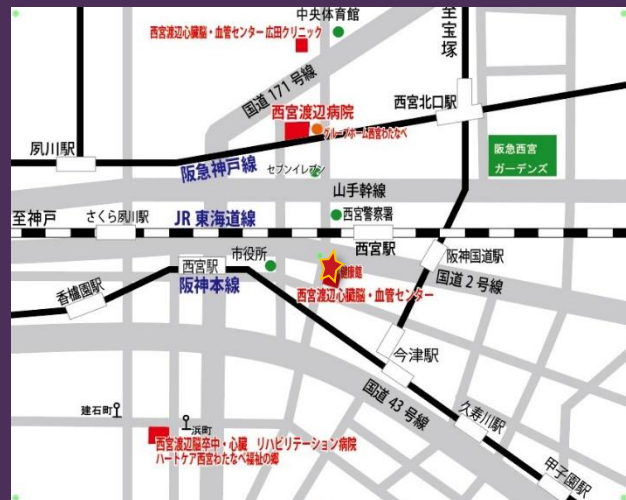 中央体育館
西宮渡辺心臓脳・血管センター 広田クリニック
至宝塚
国道171号線
西宮渡辺病院
グループホーム西宮わたなべ
西宮北口駅
夙川駅
阪急神戸線
セブンイレブン
阪急西宮
ガーデンズ
山手幹線
至神戸
さくら夙川駅
JR 東海道線
西宮警察署
西宮駅
市役所
阪神国道駅
西宮駅
阪神本線
健康館
国道2号線
香櫨園駅
西宮渡辺心臓脳・血管センター
今津駅
国道43号線
久寿川駅
建石町
浜町
西宮渡辺脳卒中・心臓 リハビリテーション病院
ハートケア西宮わたなべ福祉の郷
甲子園駅